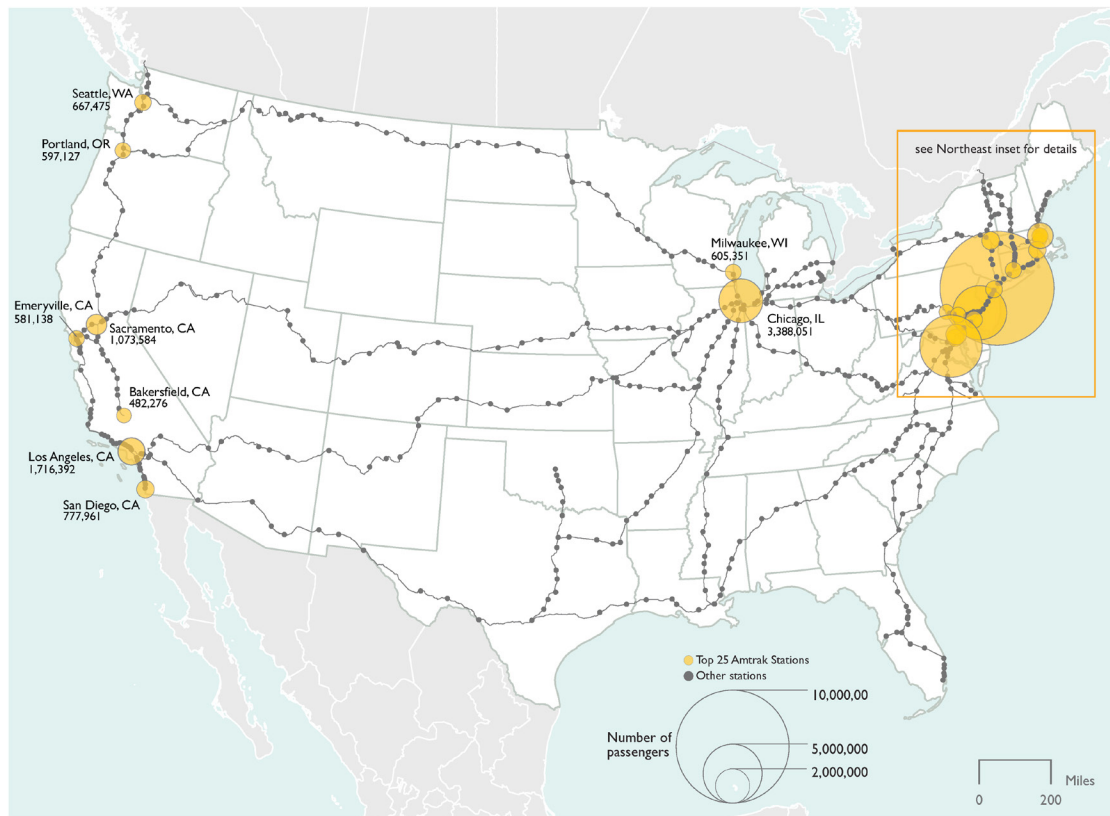 Seattle, WA
667,475
Portland, OR
597,127
see Northeast inset for details
Milwaukee, WI
605,351
Emeryville, CA
581,138
Sacramento, CA
1,073,584
Chicago, IL
3,388,051
Bakersfield, CA
482,276
Los Angeles, CA
1,716,392
San Diego, CA
777,961
Top 25 Amtrak Stations
Other stations
10,000,00
Number of
passengers
5,000,000
2,000,000
Miles
0 200